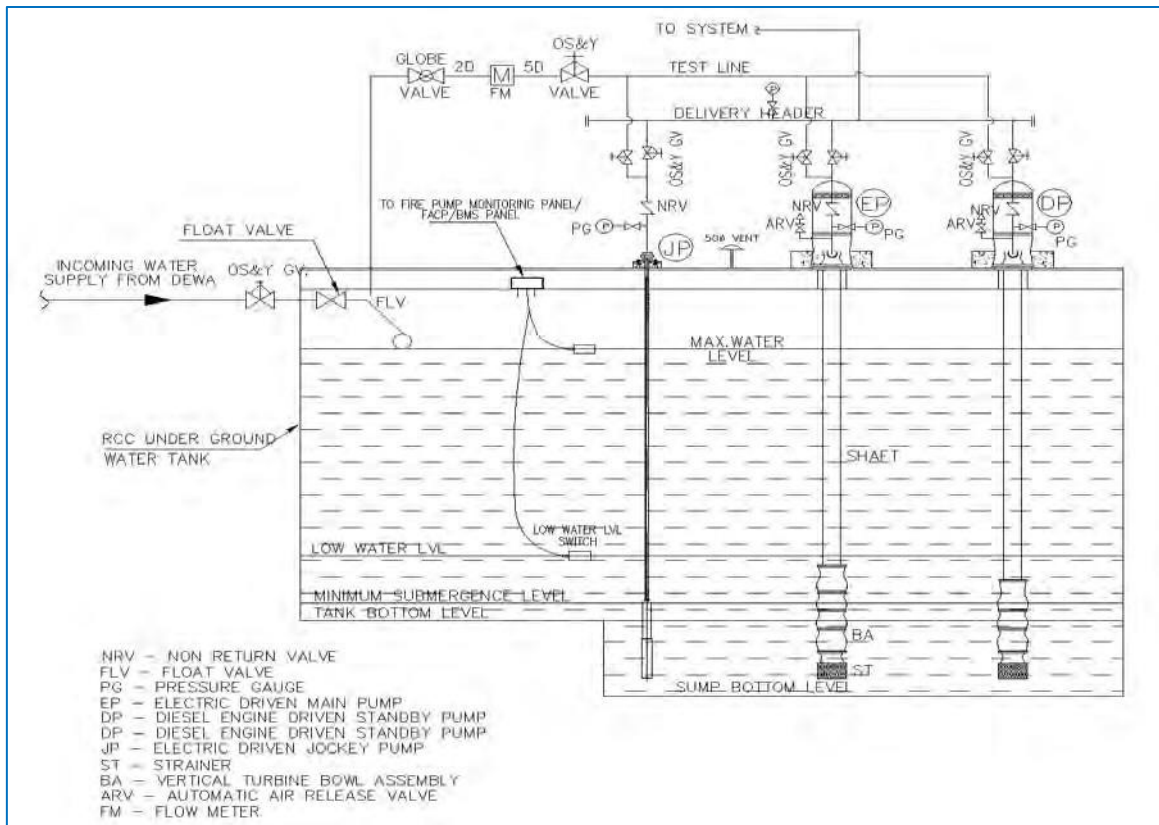 TO SYSTEM
OS&Y
VALVE
GLOBE
VALVE
2D
M
FM
5D
TEST LINE
P
DELIVERY HEADER
OS&Y GV
OS&Y GV
OS&Y GV
TO FIRE PUMP MONITORING PANEL/
FACP/BMS PANEL
NRV
PG
P
JP
50ø VENT
NRV
ARV
EP
P
PG
NRV
ARV
DP
P
PG
FLOAT VALVE
INCOMING WATER
SUPPLY FROM DEWA
OS&Y GV.
FLV
MAX.WATER
LEVEL
RCC UNDER GROUND
WATER TANK
SHAFT
LOW WATER LVL
SWITCH
LOW WATER LVL
MINIMUM SUBMERGENCE LEVEL
TANK BOTTOM LEVEL
BA
ST
SUMP BOTTOM LEVEL
NRV – NON RETURN VALVE
FLV – FLOAT VALVE
PG – PRESSURE GAUGE
EP – ELECTRIC DRIVEN MAIN PUMP
DP – DIESEL ENGINE DRIVEN STANDBY PUMP
DP – DIESEL ENGINE DRIVEN STANDBY PUMP
JP – ELECTRIC DRIVEN JOCKEY PUMP
ST – STRAINER
BA – VERTICAL TURBINE BOWL ASSEMBLY
ARV – AUTOMATIC AIR RELEASE VALVE
FM – FLOW METER